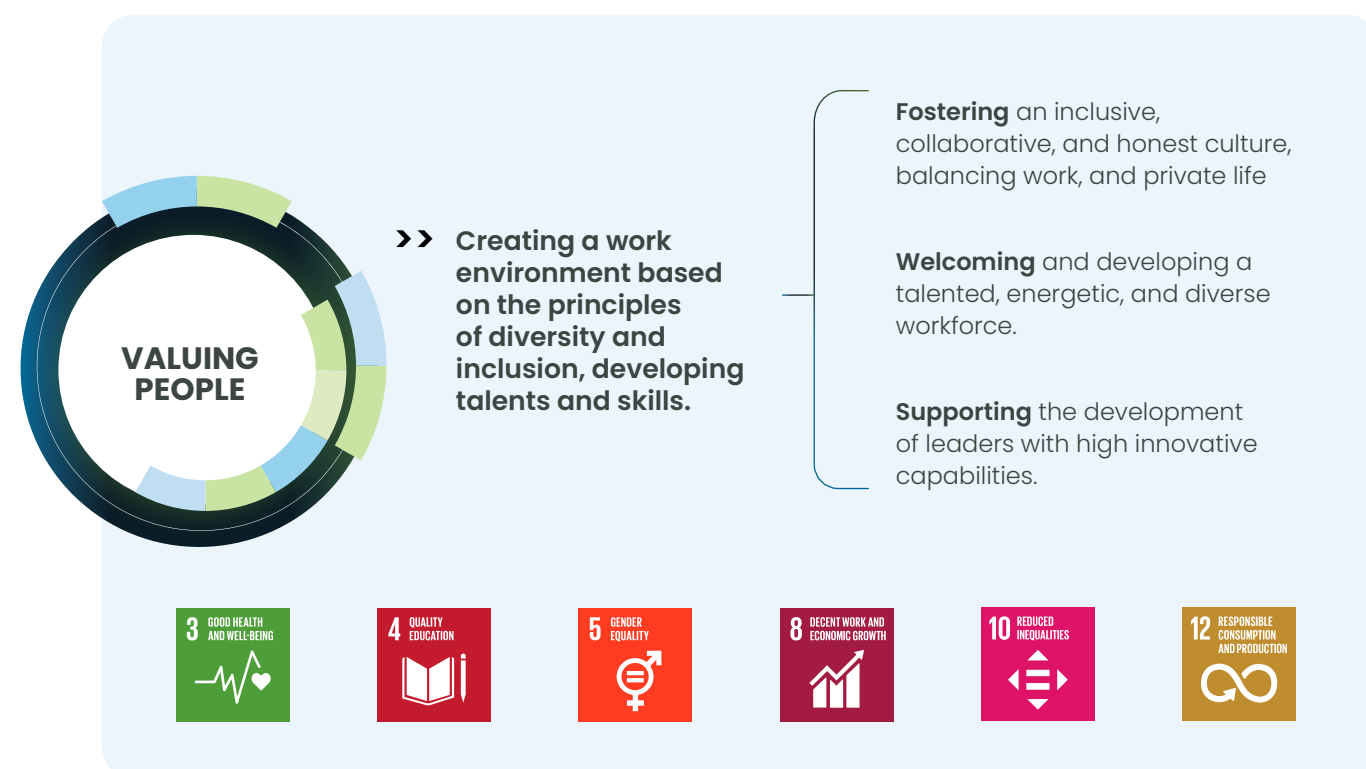 VALUING
PEOPLE
Creating a work
environment based
on the principles
of diversity and
inclusion, developing
talents and skills.
Fostering an inclusive,
collaborative, and honest culture,
balancing work, and private life
Welcoming and developing a
talented, energetic, and diverse
workforce.
Supporting the development
of leaders with high innovative
capabilities.
3 GOOD HEALTH
AND WELL-BEING
4 QUALITY
EDUCATION
5 GENDER
EQUALITY
8 DECENT WORK AND
ECONOMIC GROWTH
10 REDUCED
INEQUALITIES
12 RESPONSIBLE
CONSUMPTION
AND PRODUCTION